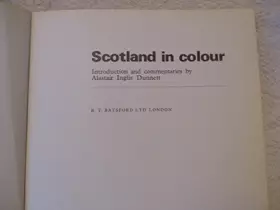 Scotland in colour
Introduction and commentaries by
Alastair Inglis Dunnett
B. T. BATSFORD LTD LONDON